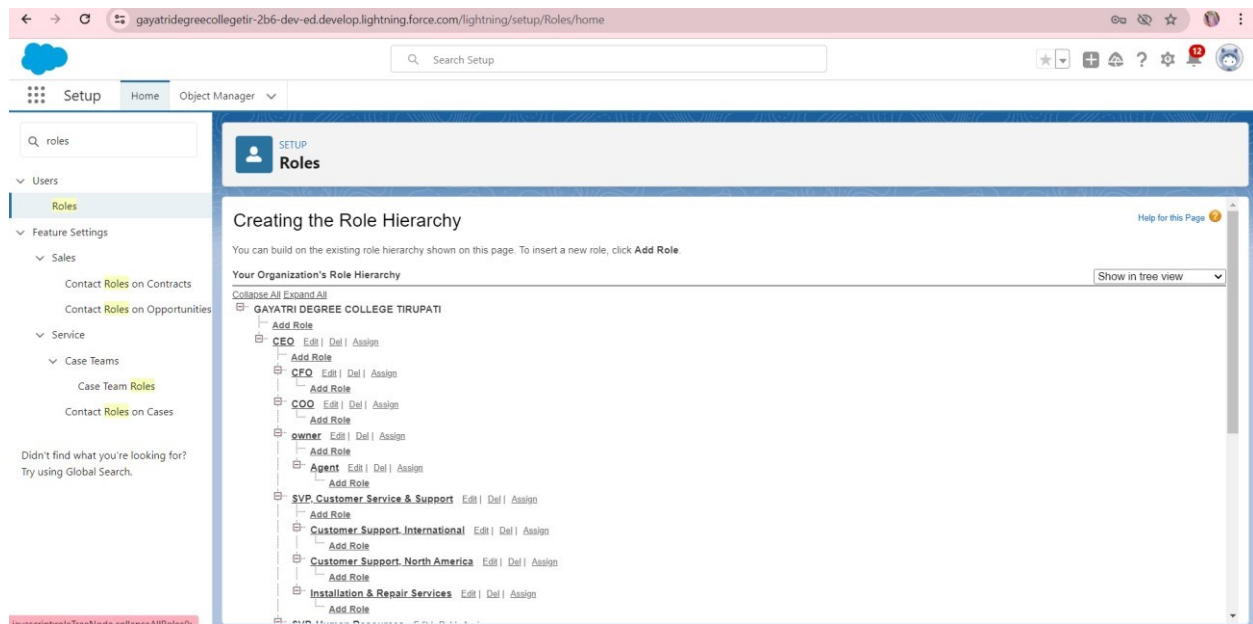 gayatridegreecollegetir-2b6-dev-ed.develop.lightning.force.com/lightning/setup/Roles/home
Search Setup
12
Setup Home Object Manager
roles
Users
Roles
Feature Settings
Sales
Contact Roles on Contracts
Contact Roles on Opportunities
Service
Case Teams
Case Team Roles
Contact Roles on Cases
Didn't find what you're looking for?
Try using Global Search.
SETUP
Roles
Creating the Role Hierarchy
Help for this Page
You can build on the existing role hierarchy shown on this page. To insert a new role, click Add Role.
Your Organization's Role Hierarchy
Show in tree view
Collapse All Expand All
GAYATRI DEGREE COLLEGE TIRUPATI
Add Role
CEO Edit | Del | Assign
Add Role
CFO Edit | Del | Assign
Add Role
COO Edit | Del | Assign
Add Role
owner Edit | Del | Assign
Add Role
Agent Edit | Del | Assign
Add Role
SVP, Customer Service & Support Edit | Del | Assign
Add Role
Customer Support, International Edit | Del | Assign
Add Role
Customer Support, North America Edit | Del | Assign
Add Role
Installation & Repair Services Edit | Del | Assign
Add Role
SVP, Human Resources Edit | Del | Assign